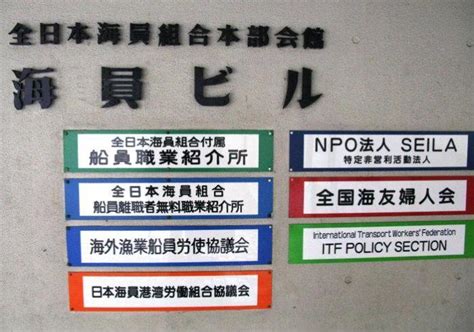 全日本海員組合本部会館
海員ビル
全日本海員組合付属
船員職業紹介所
全日本海員組合
船員離職者無料職業紹介所
海外漁業船員労使協議会
日本海員港湾労働組合協議会
NPO法人 SEILA
特定非営利活動法人
全国海友婦人会
International Transport Workers' Federation
ITF POLICY SECTION